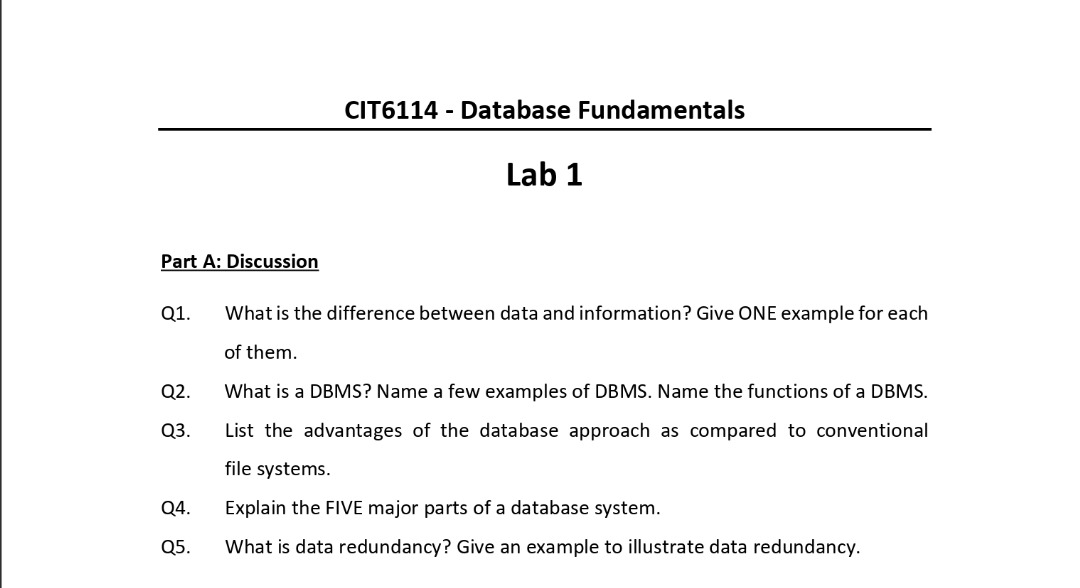 CIT6114 - Database Fundamentals
Lab 1
Part A: Discussion
Q1. What is the difference between data and information? Give ONE example for each
of them.
Q2. What is a DBMS? Name a few examples of DBMS. Name the functions of a DBMS.
Q3. List the advantages of the database approach as compared to conventional
file systems.
Q4. Explain the FIVE major parts of a database system.
Q5. What is data redundancy? Give an example to illustrate data redundancy.